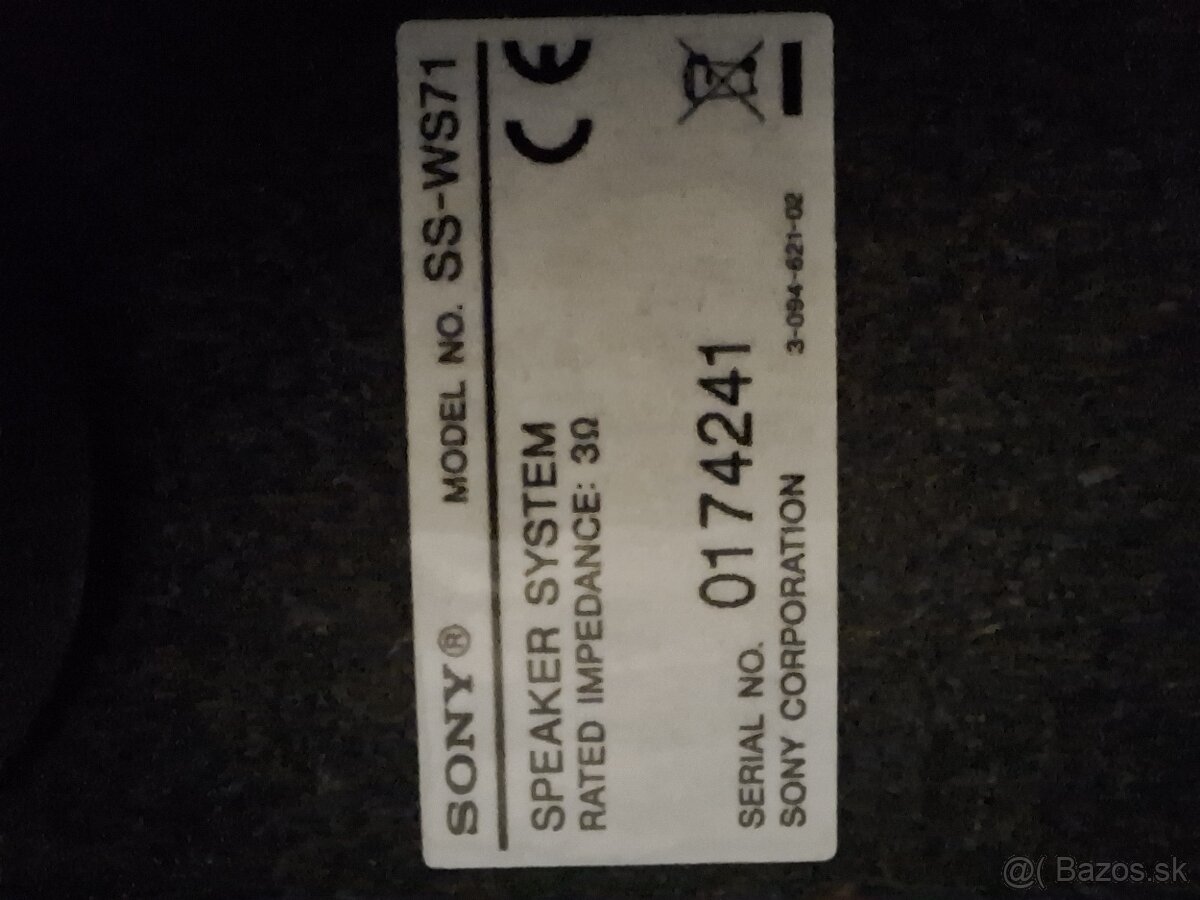 SONY® MODEL NO. SS-WS71
SPEAKER SYSTEM
RATED IMPEDANCE: 3Ω
CE
SERIAL NO. 0174241
SONY CORPORATION 3-094-621-02
@( Bazos.sk